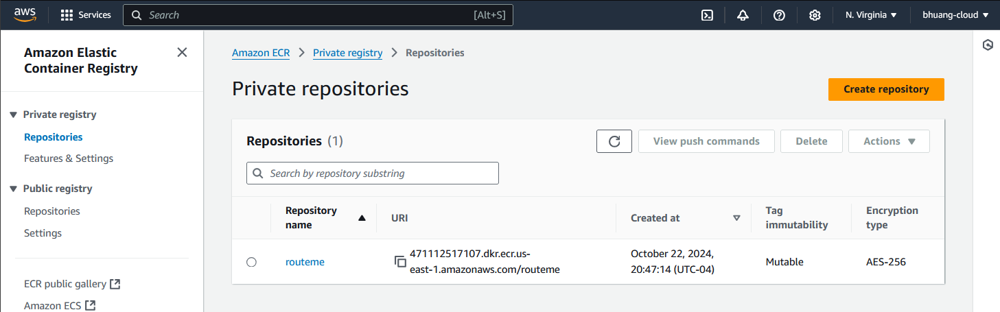 aws Services Search [Alt+S] N. Virginia bhuang-cloud
Amazon Elastic
Container Registry
Private registry
Repositories
Features & Settings
Public registry
Repositories
Settings
ECR public gallery
Amazon ECS
Amazon ECR > Private registry > Repositories
Private repositories
Create repository
Repositories (1)
View push commands
Delete
Actions
Search by repository substring
Repository
name
URI
Created at
Tag
immutability
Encryption
type
routeme
471112517107.dkr.ecr.us-
east-1.amazonaws.com/routeme
October 22, 2024,
20:47:14 (UTC-04)
Mutable
AES-256